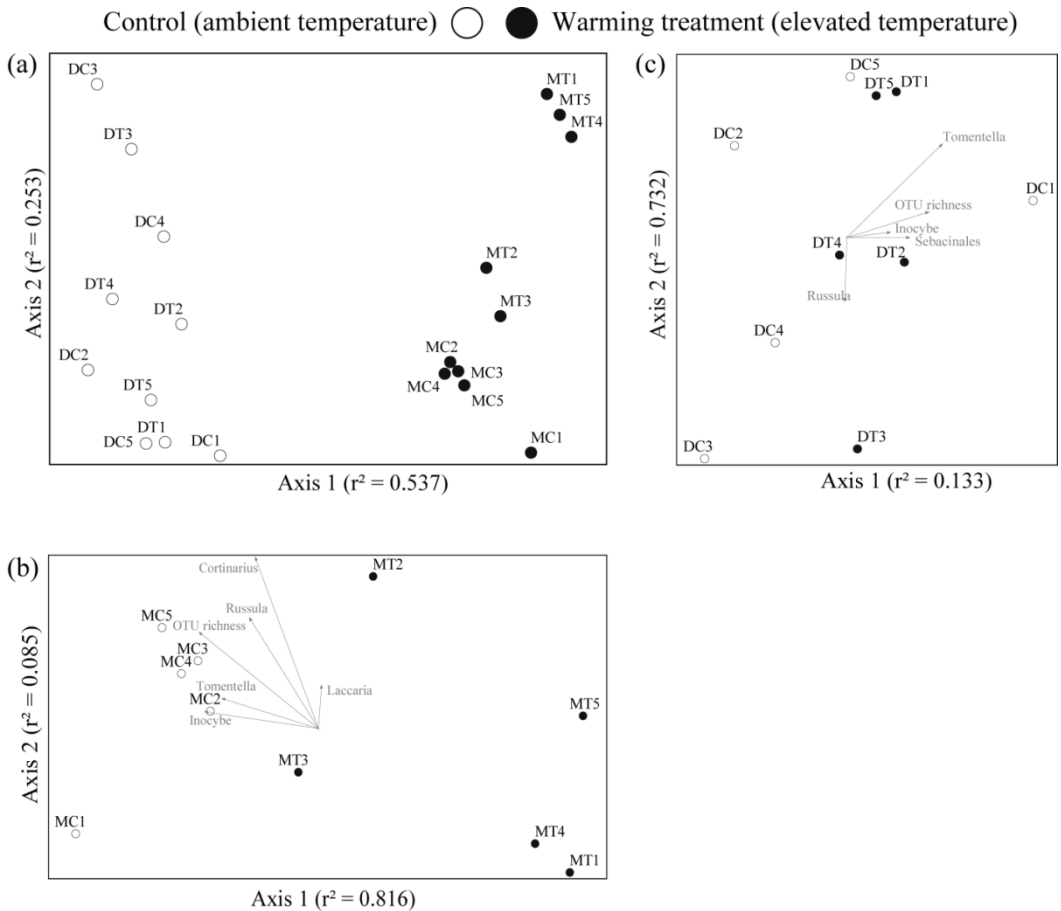 Control (ambient temperature) Warming treatment (elevated temperature)
(a)
DC3
DT3
DC4
DT4
DT2
DC2
DT5
DC5
DT1
DC1
MT1
MT5
MT4
MT2
MT3
MC2
MC3
MC4
MC5
MC1
Axis 2 (r² = 0.253)
Axis 1 (r² = 0.537)
(c)
DC5
DT5
DT1
DC2
Tomentella
DC1
OTU richness
Inocybe
Sebacinales
DT4
DT2
Russula
DC4
DC3
DT3
Axis 2 (r² = 0.732)
Axis 1 (r² = 0.133)
(b)
Cortinarius
MT2
Russula
MC5
OTU richness
MC3
MC4
Tomentella
Laccaria
MC2
Inocybe
MT5
MT3
MC1
MT4
MT1
Axis 2 (r² = 0.085)
Axis 1 (r² = 0.816)